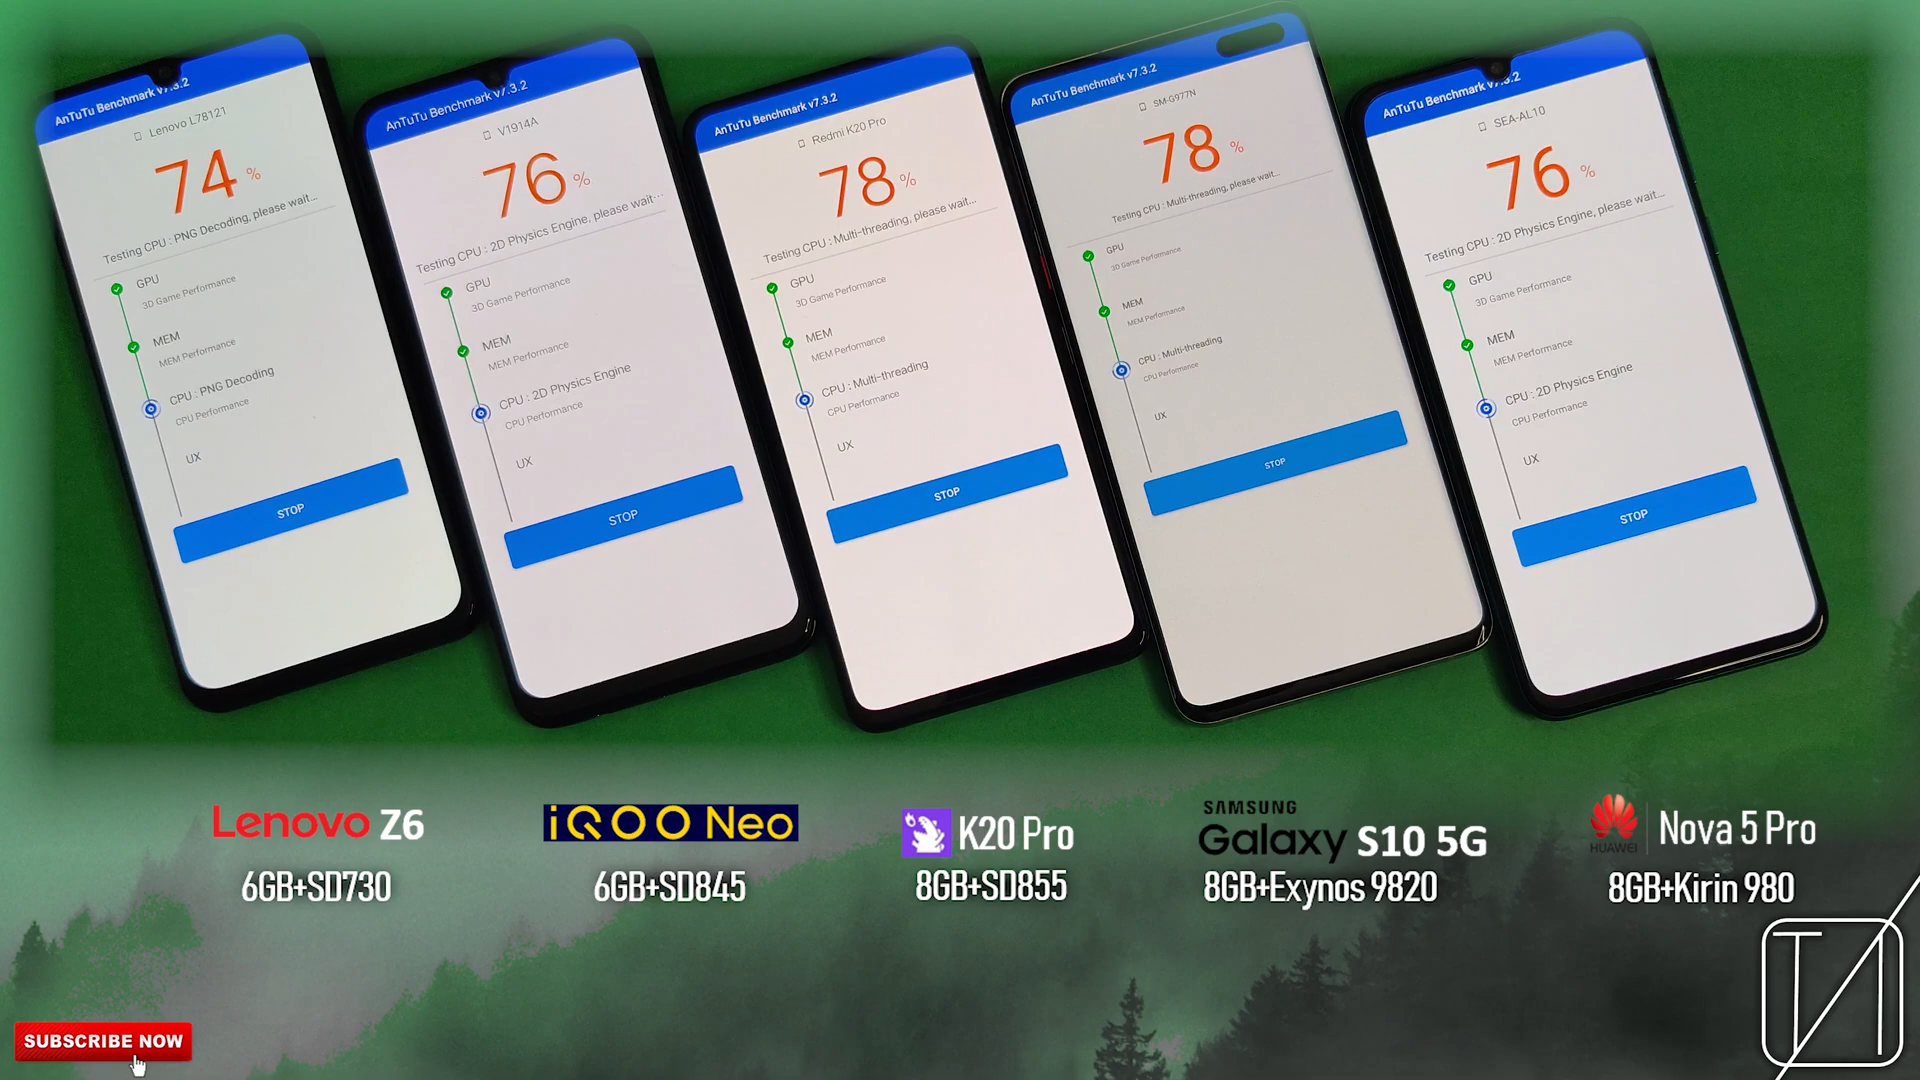 AnTuTu Benchmark v7.3.2
Lenovo L78121
74 %
Testing CPU : PNG Decoding, please wait...
GPU
3D Game Performance
MEM
MEM Performance
CPU : PNG Decoding
CPU Performance
UX
STOP
AnTuTu Benchmark v7.3.2
V1914A
76 %
Testing CPU : 2D Physics Engine, please wait...
GPU
3D Game Performance
MEM
MEM Performance
CPU : 2D Physics Engine
CPU Performance
UX
STOP
AnTuTu Benchmark v7.3.2
Redmi K20 Pro
78 %
Testing CPU : Multi-threading, please wait...
GPU
3D Game Performance
MEM
MEM Performance
CPU : Multi-threading
CPU Performance
UX
STOP
AnTuTu Benchmark v7.3.2
SM-G977N
78 %
Testing CPU : Multi-threading, please wait...
GPU
3D Game Performance
MEM
MEM Performance
CPU : Multi-threading
CPU Performance
UX
STOP
AnTuTu Benchmark v7.3.2
SEA-AL10
76 %
Testing CPU : 2D Physics Engine, please wait...
GPU
3D Game Performance
MEM
MEM Performance
CPU : 2D Physics Engine
CPU Performance
UX
STOP
Lenovo Z6
6GB+SD730
iQOO Neo
6GB+SD845
K20 Pro
8GB+SD855
SAMSUNG
Galaxy S10 5G
8GB+Exynos 9820
HUAWEI
Nova 5 Pro
8GB+Kirin 980
SUBSCRIBE NOW